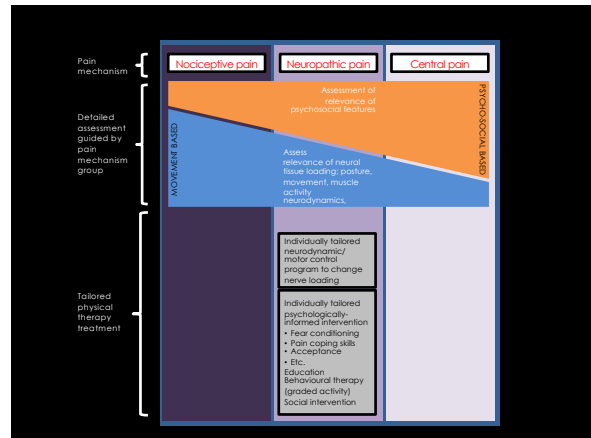 Pain
mechanism
Nociceptive pain
Neuropathic pain
Central pain
Detailed
assessment
guided by
pain
mechanism
group
MOVEMENT BASED
Assessment of
relevance of
psychosocial features
PSYCHO-SOCIAL BASED
Assess
relevance of neural
tissue loading; posture,
movement, muscle
activity
neurodynamics,
Tailored
physical
therapy
treatment
Individually tailored
neurodynamic/
motor control
program to change
nerve loading
Individually tailored
psychologically-
informed intervention
• Fear conditioning
• Pain coping skills
• Acceptance
• Etc.
Education
Behavioural therapy
(graded activity)
Social intervention